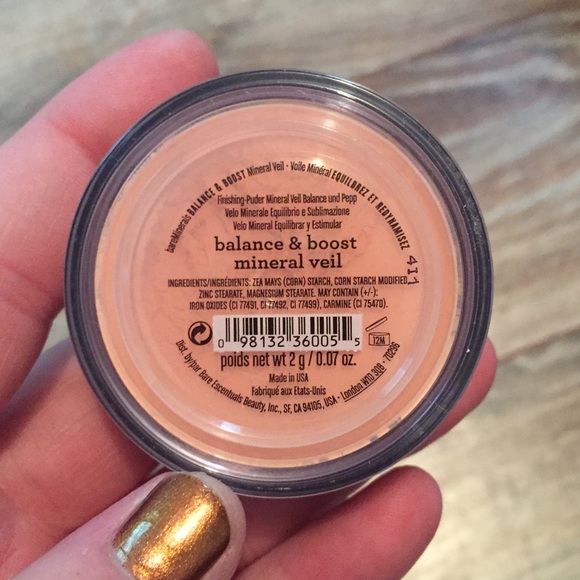 bareMinerals BALANCE & BOOST Mineral Veil • Voile Minéral EQUILBREZ ET REDYNAMISEZ
Finishing-Puder Mineral Veil Balance und Pepp
Velo Minerale Equilibrio e Sublimazione
Velo Mineral Equilibrar y Estimular
balance & boost
mineral veil
411
INGREDIENTS/INGRÉDIENTS: ZEA MAYS (CORN) STARCH, CORN STARCH MODIFIED,
ZINC STEARATE, MAGNESIUM STEARATE. MAY CONTAIN (+/-):
IRON OXIDES (CI 77491, CI 77492, CI 77499), CARMINE (CI 75470).
0 98132 36005 5
12M
poids net wt 2 g / 0.07 oz.
Made in USA
Fabriqué aux Etats-Unis
Dist. by/par Bare Escentuals Beauty, Inc., SF, CA 94105, USA • London W1D 3QB • 70296